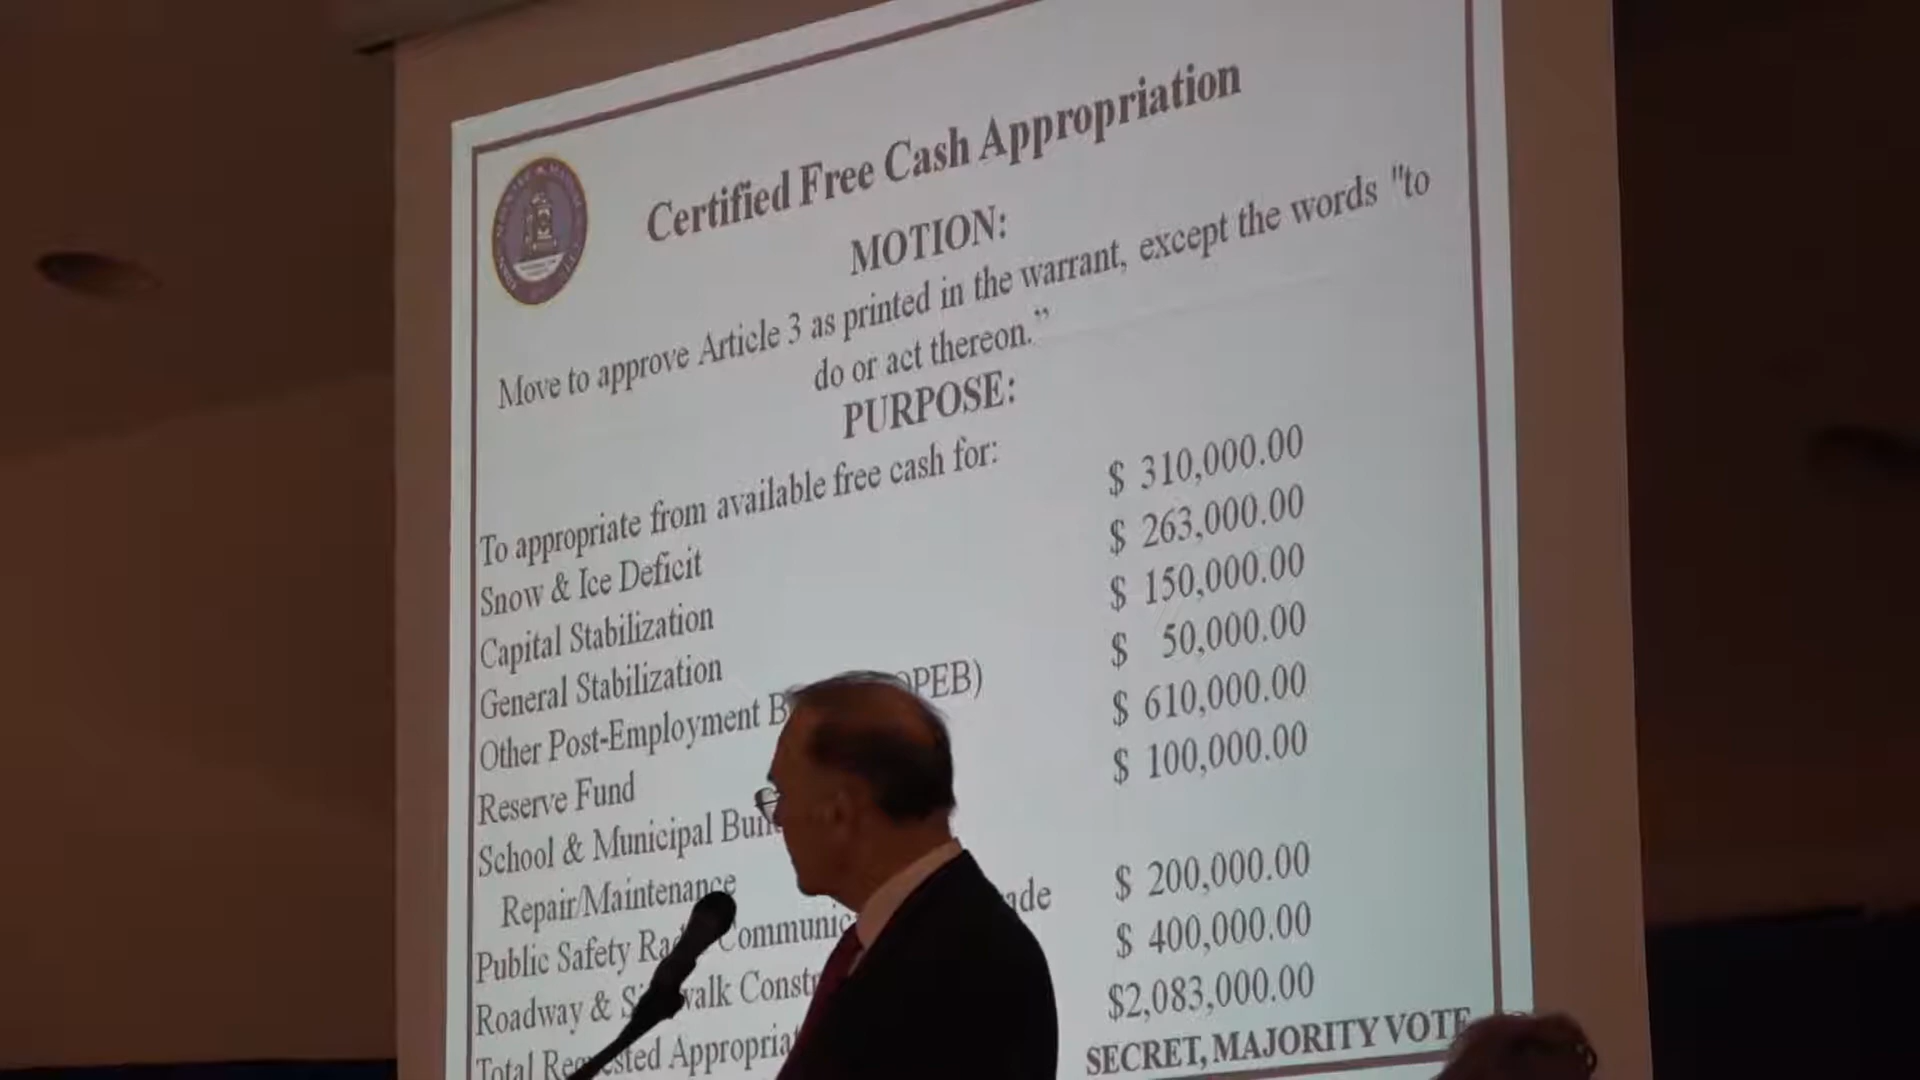 Certified Free Cash Appropriation
MOTION:
Move to approve Article 3 as printed in the warrant, except the words "to
do or act thereon.”
PURPOSE:
To appropriate from available free cash for:
Snow & Ice Deficit $ 310,000.00
Capital Stabilization $ 263,000.00
General Stabilization $ 150,000.00
Other Post-Employment OPEB) $ 50,000.00
Reserve Fund $ 610,000.00
School & Municipal $ 100,000.00
Repair/Maintenance
Public Safety $ 200,000.00
Roadway & $ 400,000.00
Total $2,083,000.00
SECRET, MAJORITY VOTE